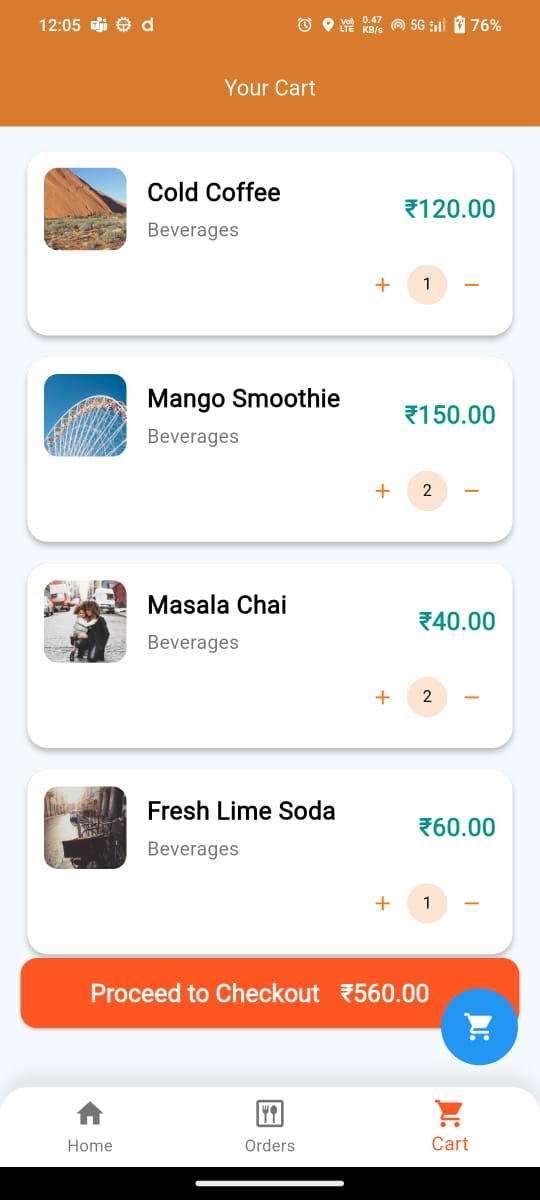 12:05 d Vo) LTE 0.47 KB/s 5G 76%
Your Cart
Cold Coffee
₹120.00
Beverages
+ 1 −
Mango Smoothie
₹150.00
Beverages
+ 2 −
Masala Chai
₹40.00
Beverages
+ 2 −
Fresh Lime Soda
₹60.00
Beverages
+ 1 −
Proceed to Checkout ₹560.00
Home Orders Cart